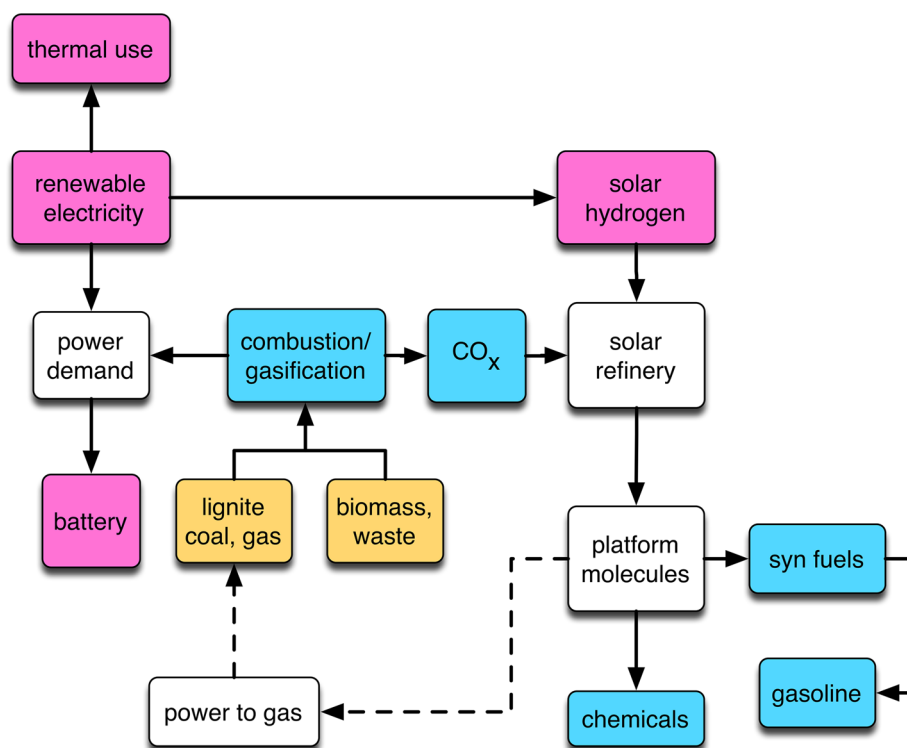 thermal use
renewable
electricity
solar
hydrogen
power
demand
combustion/
gasification
COx
solar
refinery
battery
lignite
coal, gas
biomass,
waste
platform
molecules
syn fuels
power to gas
chemicals
gasoline